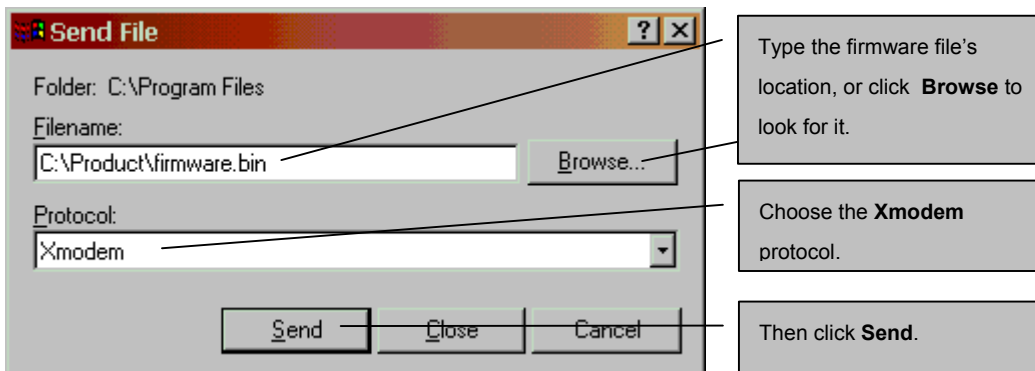 Send File
Folder: C:\Program Files
Filename:
C:\Product\firmware.bin
Browse...
Protocol:
Xmodem
Send
Close
Cancel
Type the firmware file's
location, or click Browse to
look for it.
Choose the Xmodem
protocol.
Then click Send.